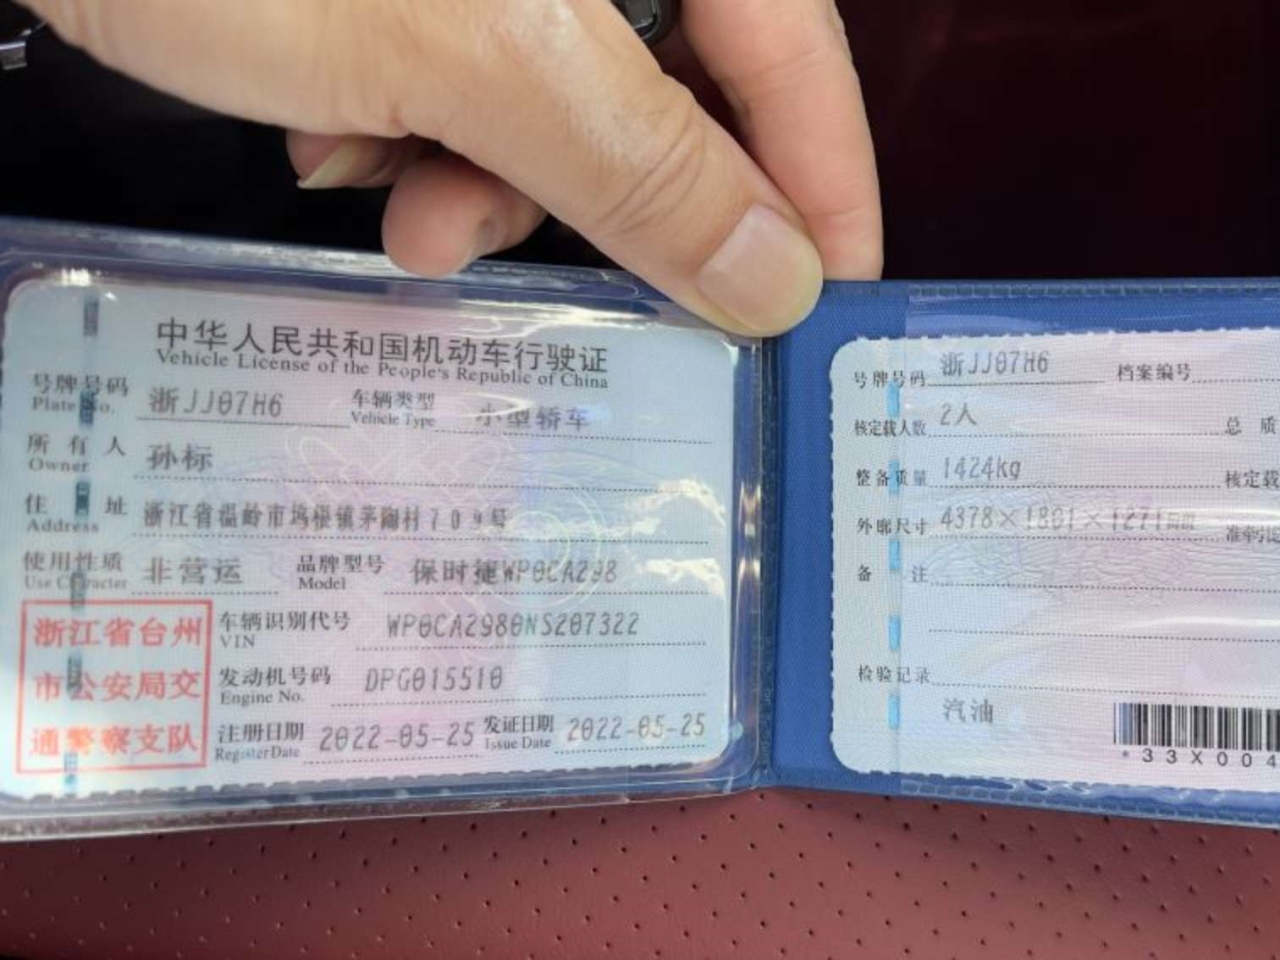 中华人民共和国机动车行驶证
Vehicle License of the People's Republic of China
号牌号码 浙JJ07H6 车辆类型 小型轿车
Plate No. Vehicle Type
所有人 孙标
Owner
住址 浙江省温岭市坞根镇茅陶村709号
Address
使用性质 非营运 品牌型号 保时捷WP0CA298
Use Character Model
浙江省台州
市公安局交
通警察支队
车辆识别代号 WP0CA2980NS207322
VIN
发动机号码 DPG015510
Engine No.
注册日期 2022-05-25 发证日期 2022-05-25
Register Date Issue Date
号牌号码 浙JJ07H6 档案编号
核定载人数 2人 总质
整备质量 1424kg 核定载
外廓尺寸 4378×1801×1271mm 准牵引
备注
检验记录
汽油
*33X004